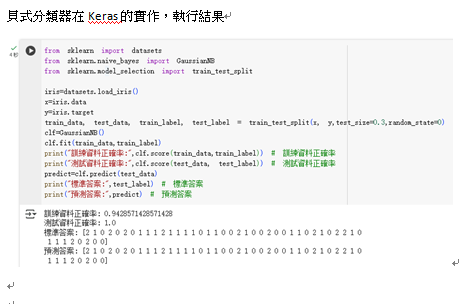 貝式分類器在 Keras的實作，執行結果
4 秒
from sklearn import datasets
from sklearn.naive_bayes import GaussianNB
from sklearn.model_selection import train_test_split
iris=datasets.load_iris()
x=iris.data
y=iris.target
train_data, test_data, train_label, test_label = train_test_split(x, y,test_size=0.3,random_state=0)
clf=GaussianNB()
clf.fit(train_data,train_label)
print("訓練資料正確率:",clf.score(train_data,train_label)) # 訓練資料正確率
print("測試資料正確率:",clf.score(test_data, test_label)) # 測試資料正確率
predict=clf.predict(test_data)
print("標準答案:",test_label) # 標準答案
print("預測答案:",predict) # 預測答案
訓練資料正確率: 0.9428571428571428
測試資料正確率: 1.0
標準答案: [2 1 0 2 0 2 0 1 1 1 2 1 1 1 1 0 1 1 0 0 2 1 0 0 2 0 0 1 1 0 2 1 0 2 2 1 0
1 1 1 2 0 2 0 0]
預測答案: [2 1 0 2 0 2 0 1 1 1 2 1 1 1 1 0 1 1 0 0 2 1 0 0 2 0 0 1 1 0 2 1 0 2 2 1 0
1 1 1 2 0 2 0 0]